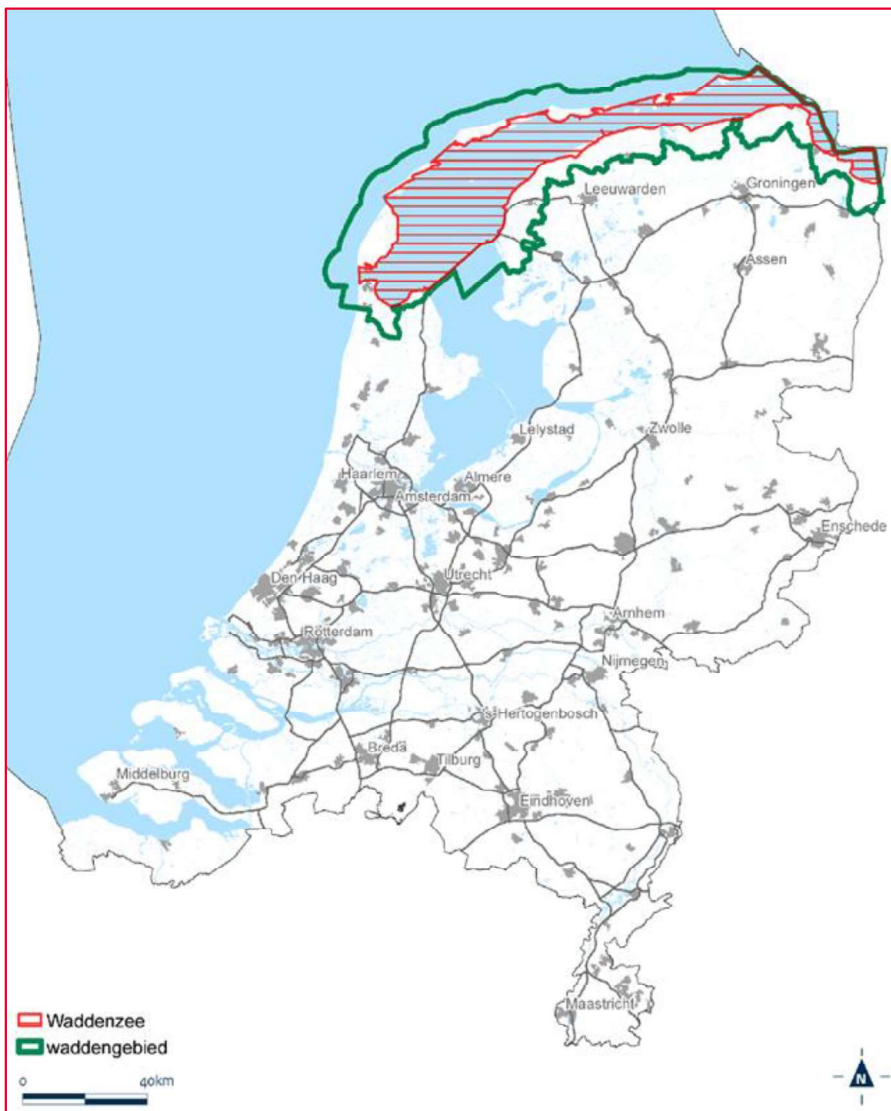 Leeuwarden
Groningen
Assen
Lelystad
Zwolle
Haarlem
Almere
Amsterdam
Enschede
Den Haag
Utrecht
Arnhem
Rotterdam
Nijmegen
's-Hertogenbosch
Breda
Tilburg
Middelburg
Eindhoven
Maastricht
Waddenzee
waddengebied
0 40km
N